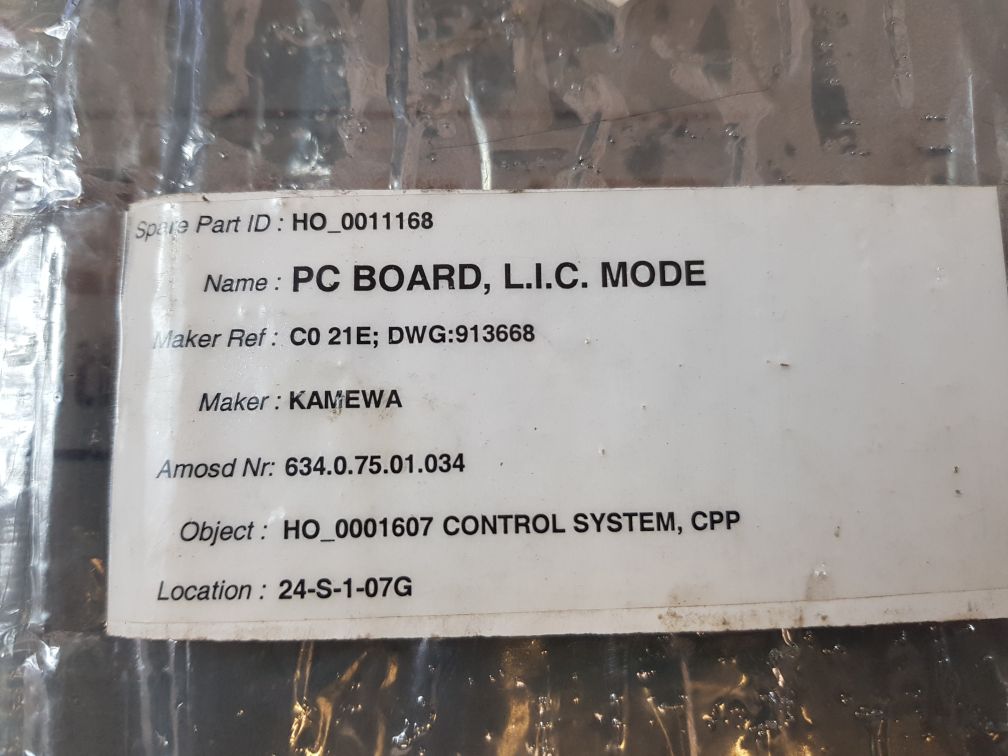 Spare Part ID : HO_0011168
Name : PC BOARD, L.I.C. MODE
Maker Ref : C0 21E; DWG:913668
Maker : KAMEWA
Amosd Nr: 634.0.75.01.034
Object : HO_0001607 CONTROL SYSTEM, CPP
Location : 24-S-1-07G